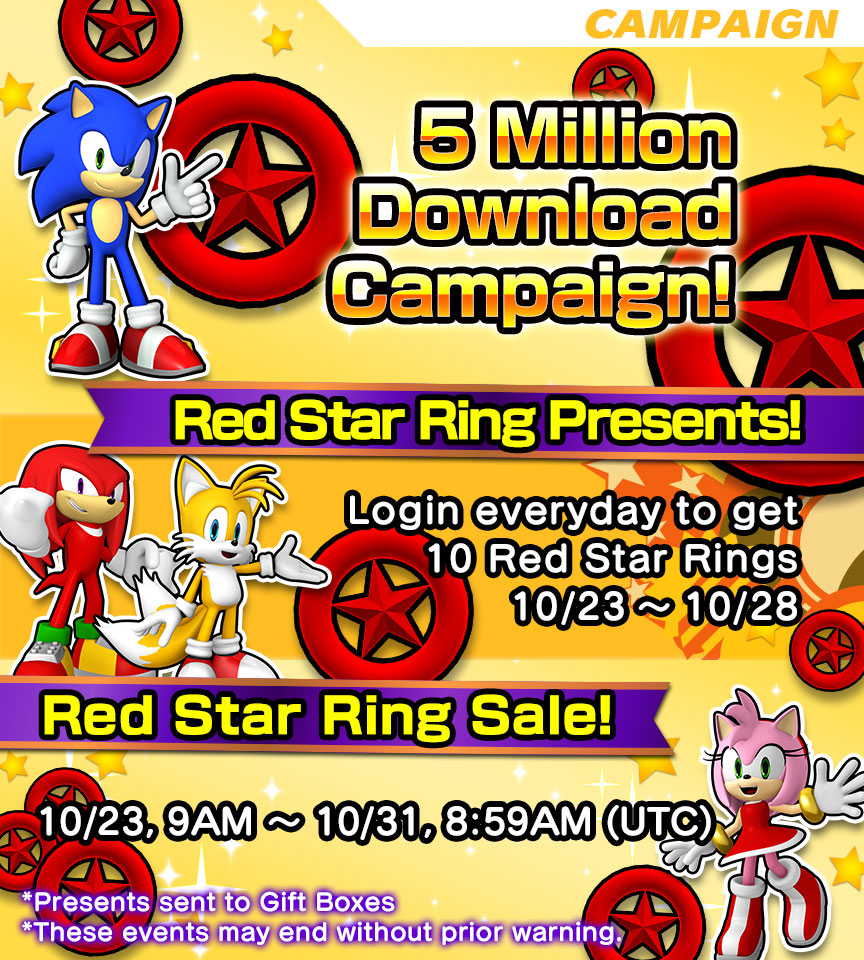 CAMPAIGN
5 Million
Download
Campaign!
Red Star Ring Presents!
Login everyday to get
10 Red Star Rings
10/23 ～ 10/28
Red Star Ring Sale!
10/23, 9AM ～ 10/31, 8:59AM (UTC)
*Presents sent to Gift Boxes
*These events may end without prior warning.